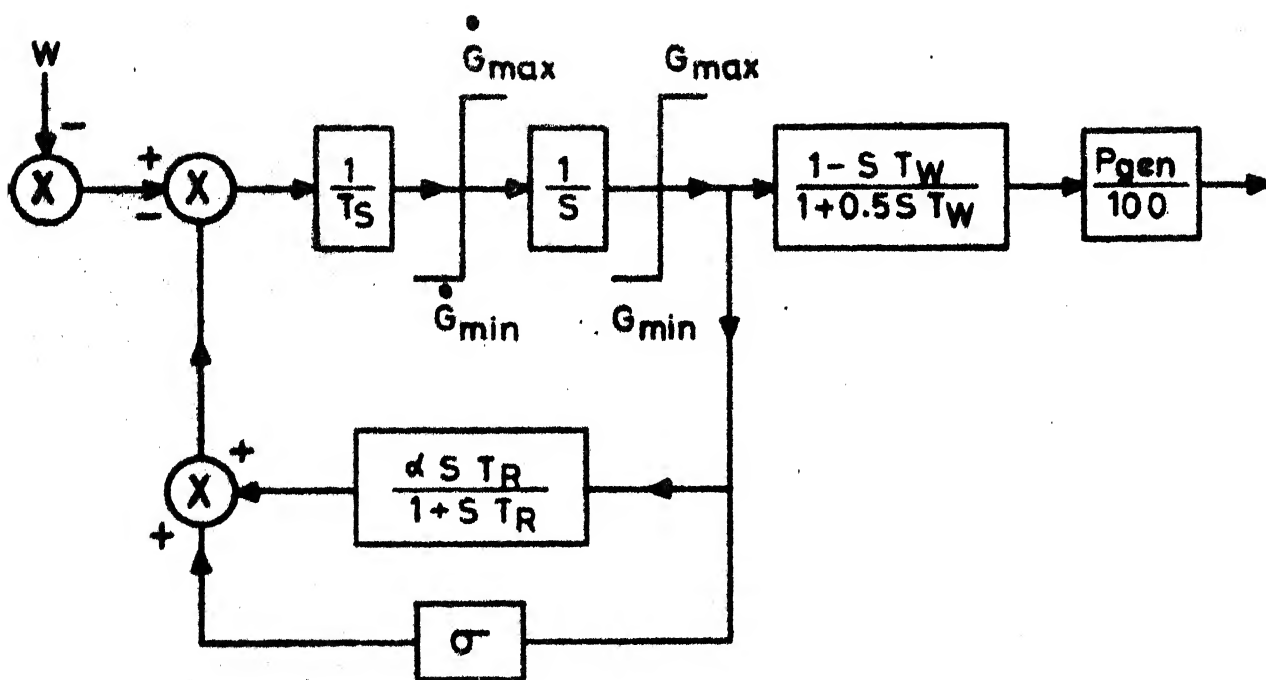 Ġmax
Gmax
W
−
+
−
X
X
1
TS
1
S
1 - S TW
1 + 0.5 S TW
Pgen
100
Ġmin
Gmin
+
+
X
α S TR
1 + S TR
σ